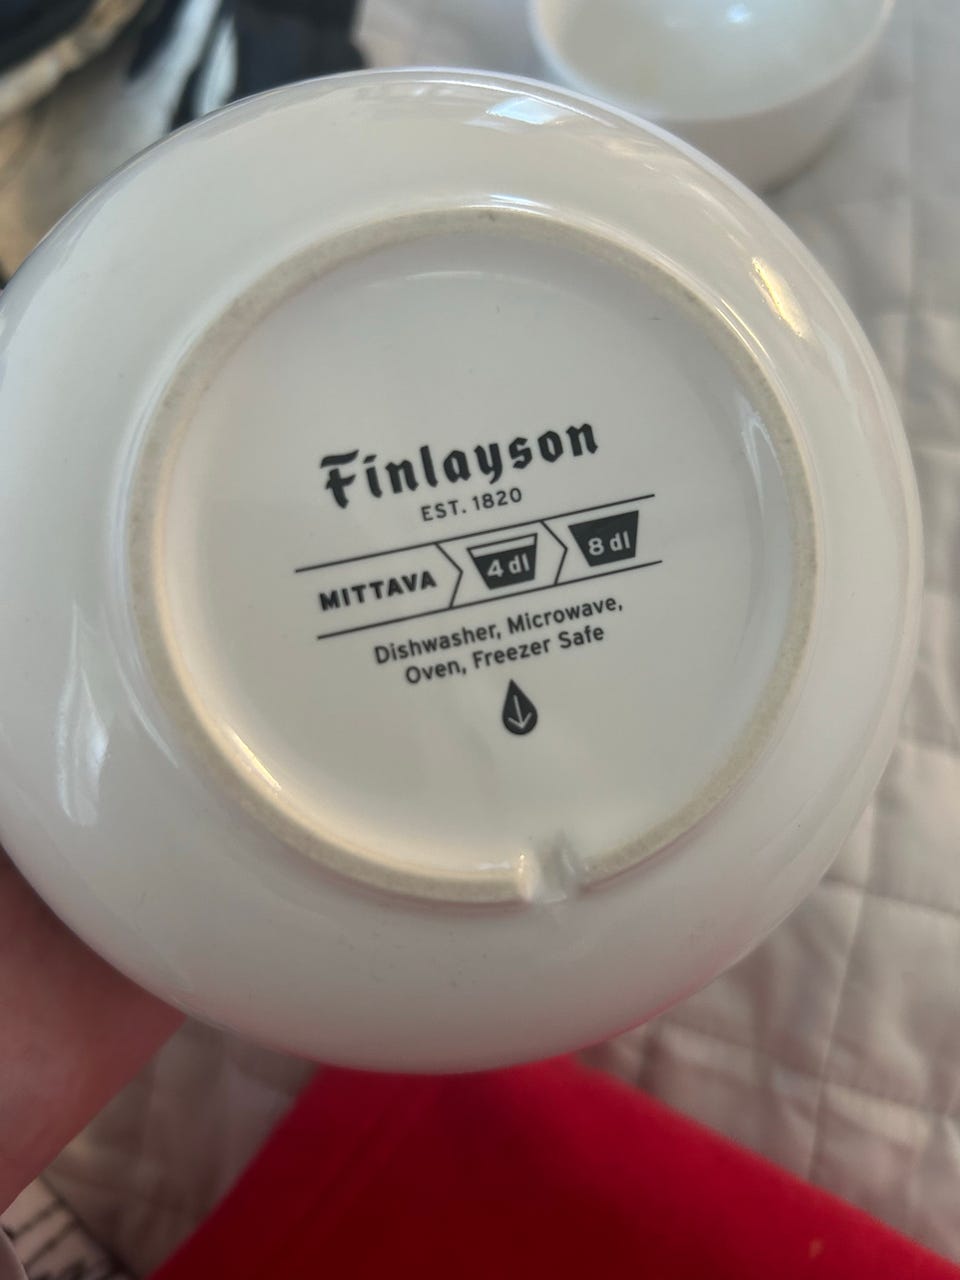 Finlayson
EST. 1820
MITTAVA 4 dl 8 dl
Dishwasher, Microwave,
Oven, Freezer Safe